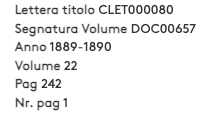 Lettera titolo CLET000080
Segnatura Volume DOC00657
Anno 1889-1890
Volume 22
Pag 242
Nr. pag 1